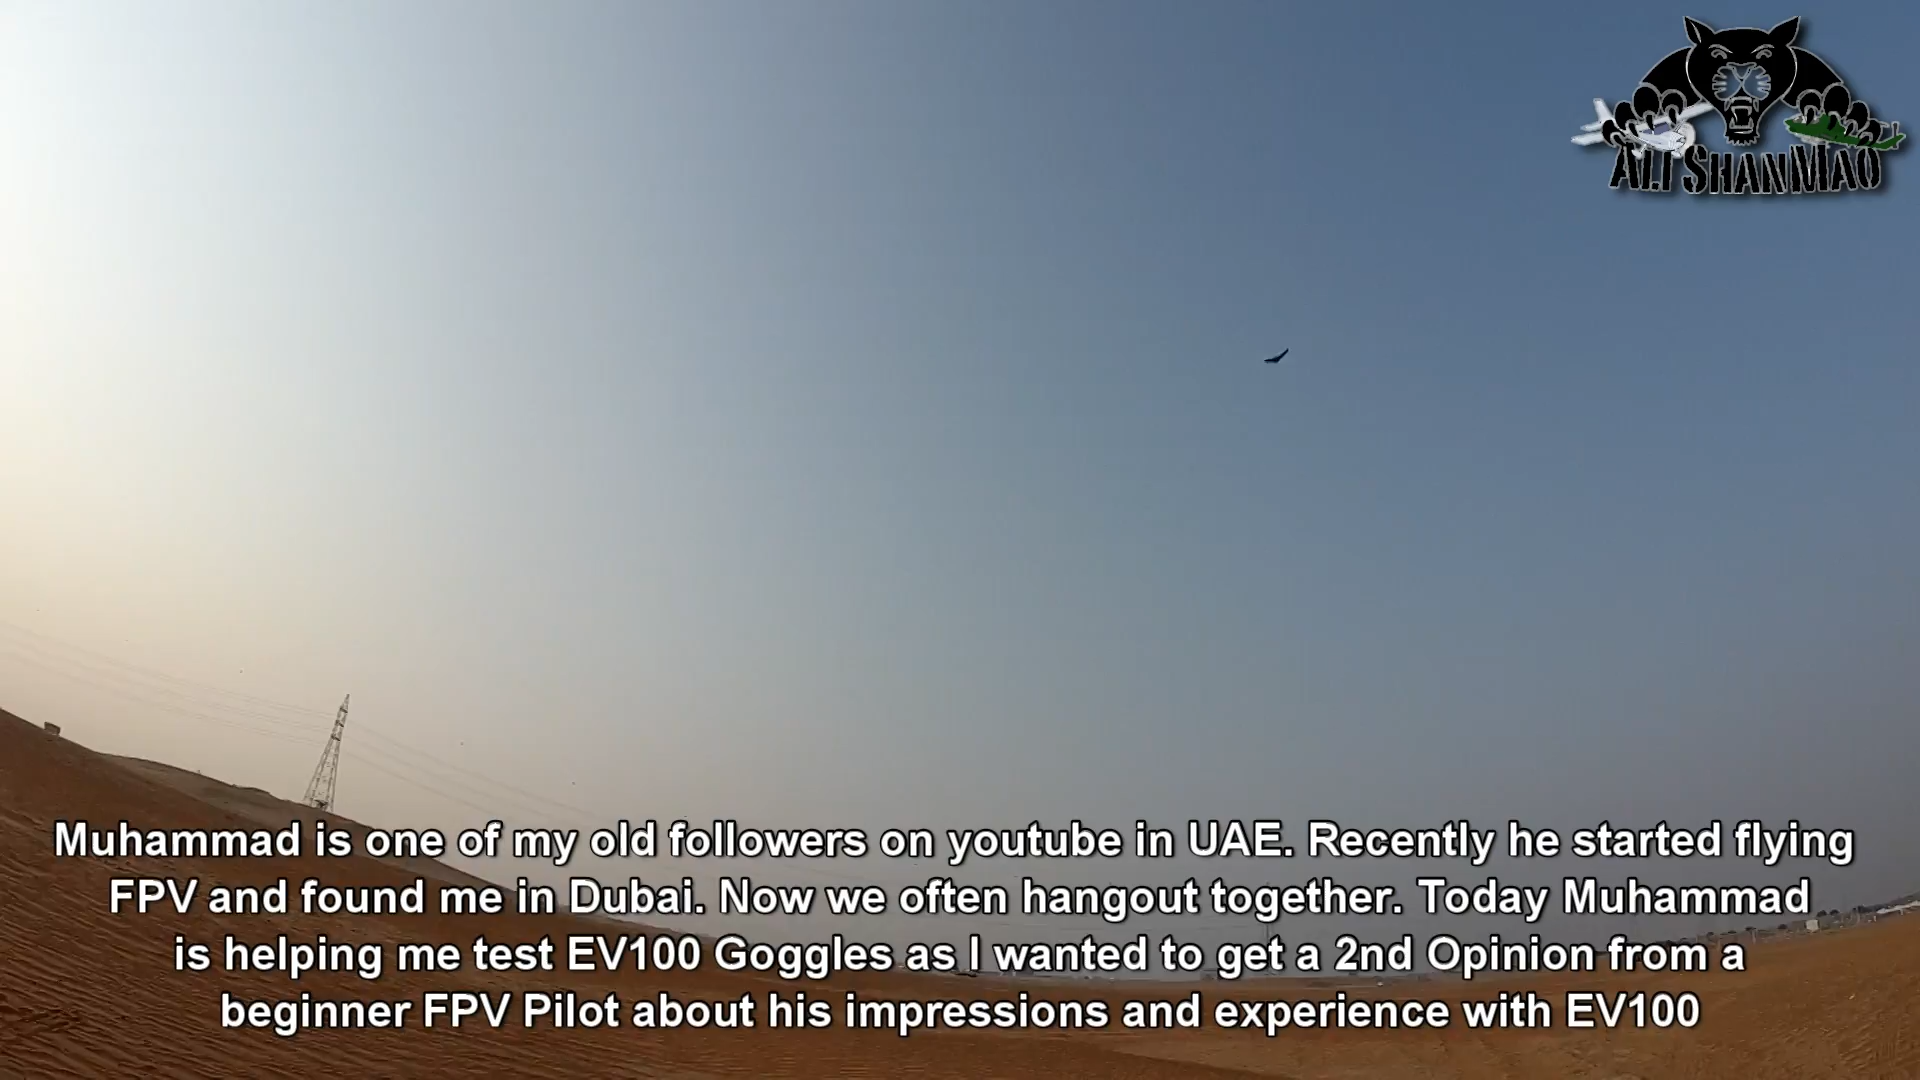 ALI SHANMAO
Muhammad is one of my old followers on youtube in UAE. Recently he started flying
FPV and found me in Dubai. Now we often hangout together. Today Muhammad
is helping me test EV100 Goggles as I wanted to get a 2nd Opinion from a
beginner FPV Pilot about his impressions and experience with EV100